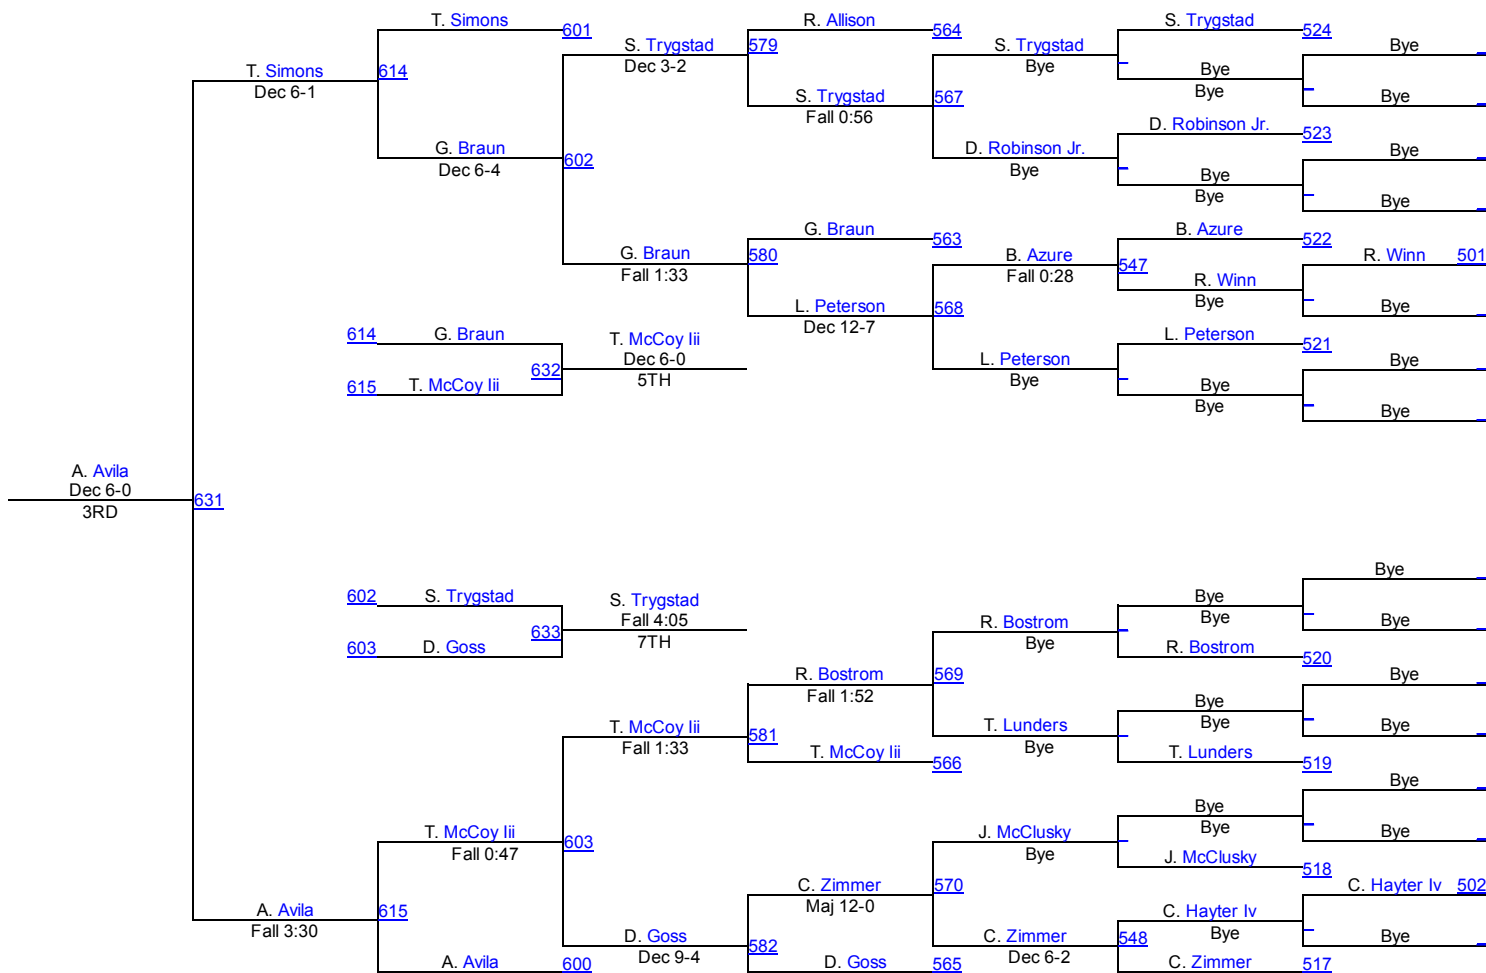 T. Simons 601
R. Allison 564
S. Trygstad 524
S. Trygstad 579
Dec 3-2
S. Trygstad
Bye
Bye
T. Simons 614
Dec 6-1
Bye
Bye
S. Trygstad 567
Fall 0:56
Bye
D. Robinson Jr. 523
G. Braun 602
Dec 6-4
D. Robinson Jr.
Bye
Bye
Bye
Bye
Bye
G. Braun 563
B. Azure 522
G. Braun 580
Fall 1:33
B. Azure 547
Fall 0:28
R. Winn 501
R. Winn
Bye
L. Peterson 568
Dec 12-7
Bye
614 G. Braun
T. McCoy Iii
Dec 6-0
5TH
632
615 T. McCoy Iii
L. Peterson 521
L. Peterson
Bye
Bye
Bye
Bye
Bye
A. Avila
Dec 6-0
3RD
631
602 S. Trygstad
S. Trygstad
Fall 4:05
7TH
633
603 D. Goss
Bye
Bye
Bye
Bye
R. Bostrom
Bye
R. Bostrom 520
R. Bostrom 569
Fall 1:52
Bye
Bye
Bye
T. McCoy Iii 581
Fall 1:33
T. Lunders
Bye
Bye
T. McCoy Iii 566
T. Lunders 519
Bye
Bye
Bye
T. McCoy Iii 603
Fall 0:47
J. McClusky
Bye
Bye
J. McClusky 518
C. Zimmer 570
Maj 12-0
C. Hayter Iv 502
A. Avila 615
Fall 3:30
C. Hayter Iv
Bye
D. Goss 582
Dec 9-4
C. Zimmer 548
Dec 6-2
Bye
A. Avila 600
D. Goss 565
C. Zimmer 517